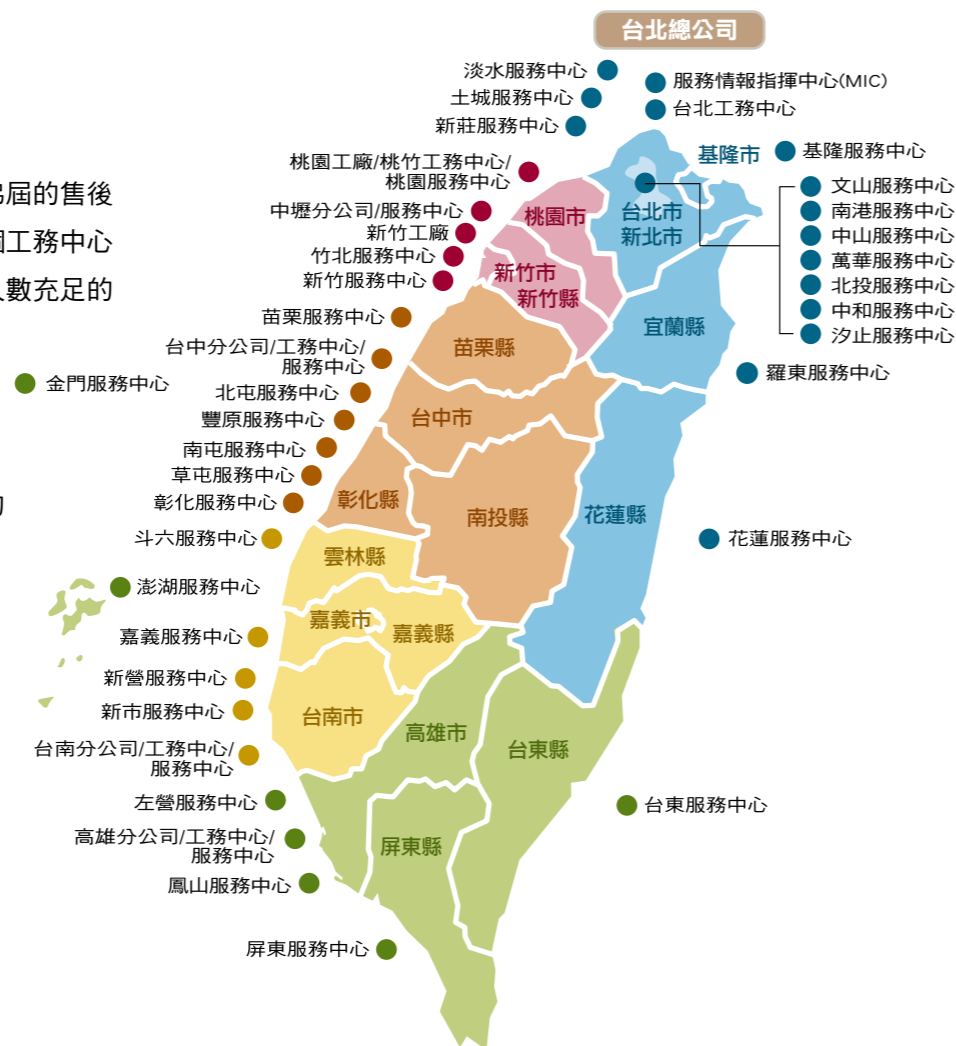 台北總公司
淡水服務中心
土城服務中心
新莊服務中心
服務情報指揮中心(MIC)
台北工務中心
桃園工廠/桃竹工務中心/
桃園服務中心
中壢分公司/服務中心
新竹工廠
竹北服務中心
新竹服務中心
基隆市
基隆服務中心
文山服務中心
南港服務中心
中山服務中心
萬華服務中心
北投服務中心
中和服務中心
汐止服務中心
屆的售後
工務中心
數充足的
桃園市
台北市
新北市
新竹市
新竹縣
宜蘭縣
苗栗服務中心
台中分公司/工務中心/
服務中心
北屯服務中心
豐原服務中心
南屯服務中心
草屯服務中心
彰化服務中心
金門服務中心
苗栗縣
台中市
彰化縣
南投縣
花蓮縣
羅東服務中心
花蓮服務中心
斗六服務中心
澎湖服務中心
嘉義服務中心
新營服務中心
新市服務中心
台南分公司/工務中心/
服務中心
雲林縣
嘉義市
嘉義縣
台南市
高雄市
台東縣
屏東縣
左營服務中心
高雄分公司/工務中心/
服務中心
鳳山服務中心
屏東服務中心
台東服務中心